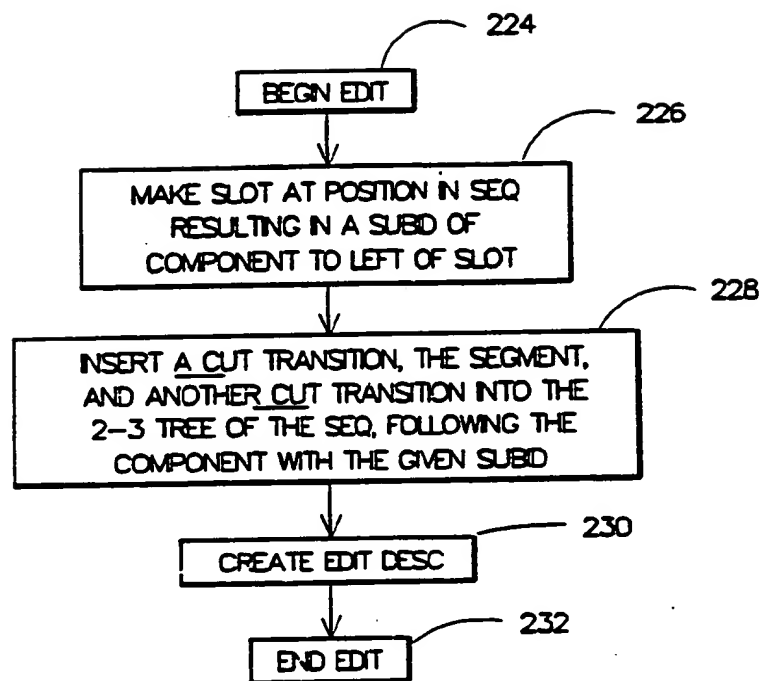 224
BEGIN EDIT
226
MAKE SLOT AT POSITION IN SEQ
RESULTING IN A SUBID OF
COMPONENT TO LEFT OF SLOT
228
INSERT A CUT TRANSITION, THE SEGMENT,
AND ANOTHER CUT TRANSITION INTO THE
2-3 TREE OF THE SEQ, FOLLOWING THE
COMPONENT WITH THE GIVEN SUBID
230
CREATE EDIT DESC
232
END EDIT